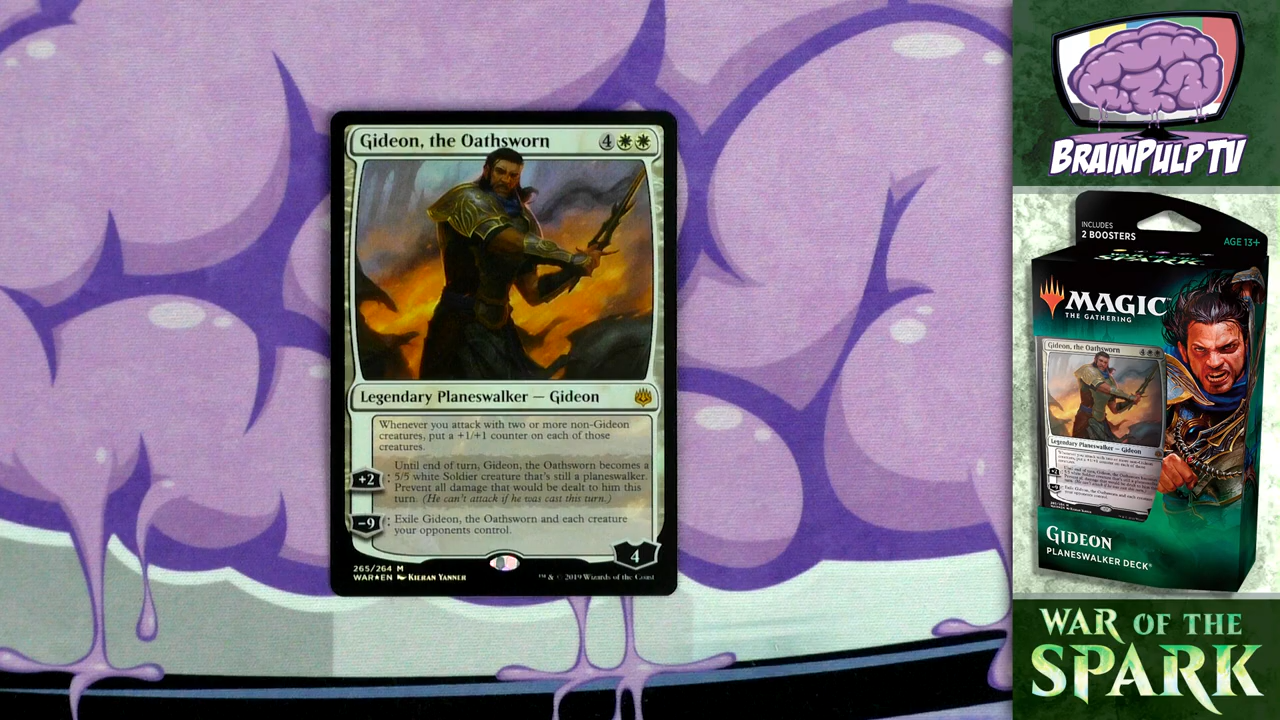 Gideon, the Oathsworn 4
Legendary Planeswalker — Gideon
Whenever you attack with two or more non-Gideon
creatures, put a +1/+1 counter on each of those
creatures.
+2: Until end of turn, Gideon, the Oathsworn becomes a
5/5 white Soldier creature that's still a planeswalker.
Prevent all damage that would be dealt to him this
turn. (He can't attack if he was cast this turn.)
−9: Exile Gideon, the Oathsworn and each creature
your opponents control.
4
265/264 M
WAR★EN KIERAN YANNER
™ & © 2019 Wizards of the Coast
BRAINPULP TV
INCLUDES
2 BOOSTERS
AGE 13+
SPARK
MAGIC
THE GATHERING
Gideon, the Oathsworn 4
Legendary Planeswalker — Gideon
GIDEON
PLANESWALKER DECK
WAR OF THE
SPARK